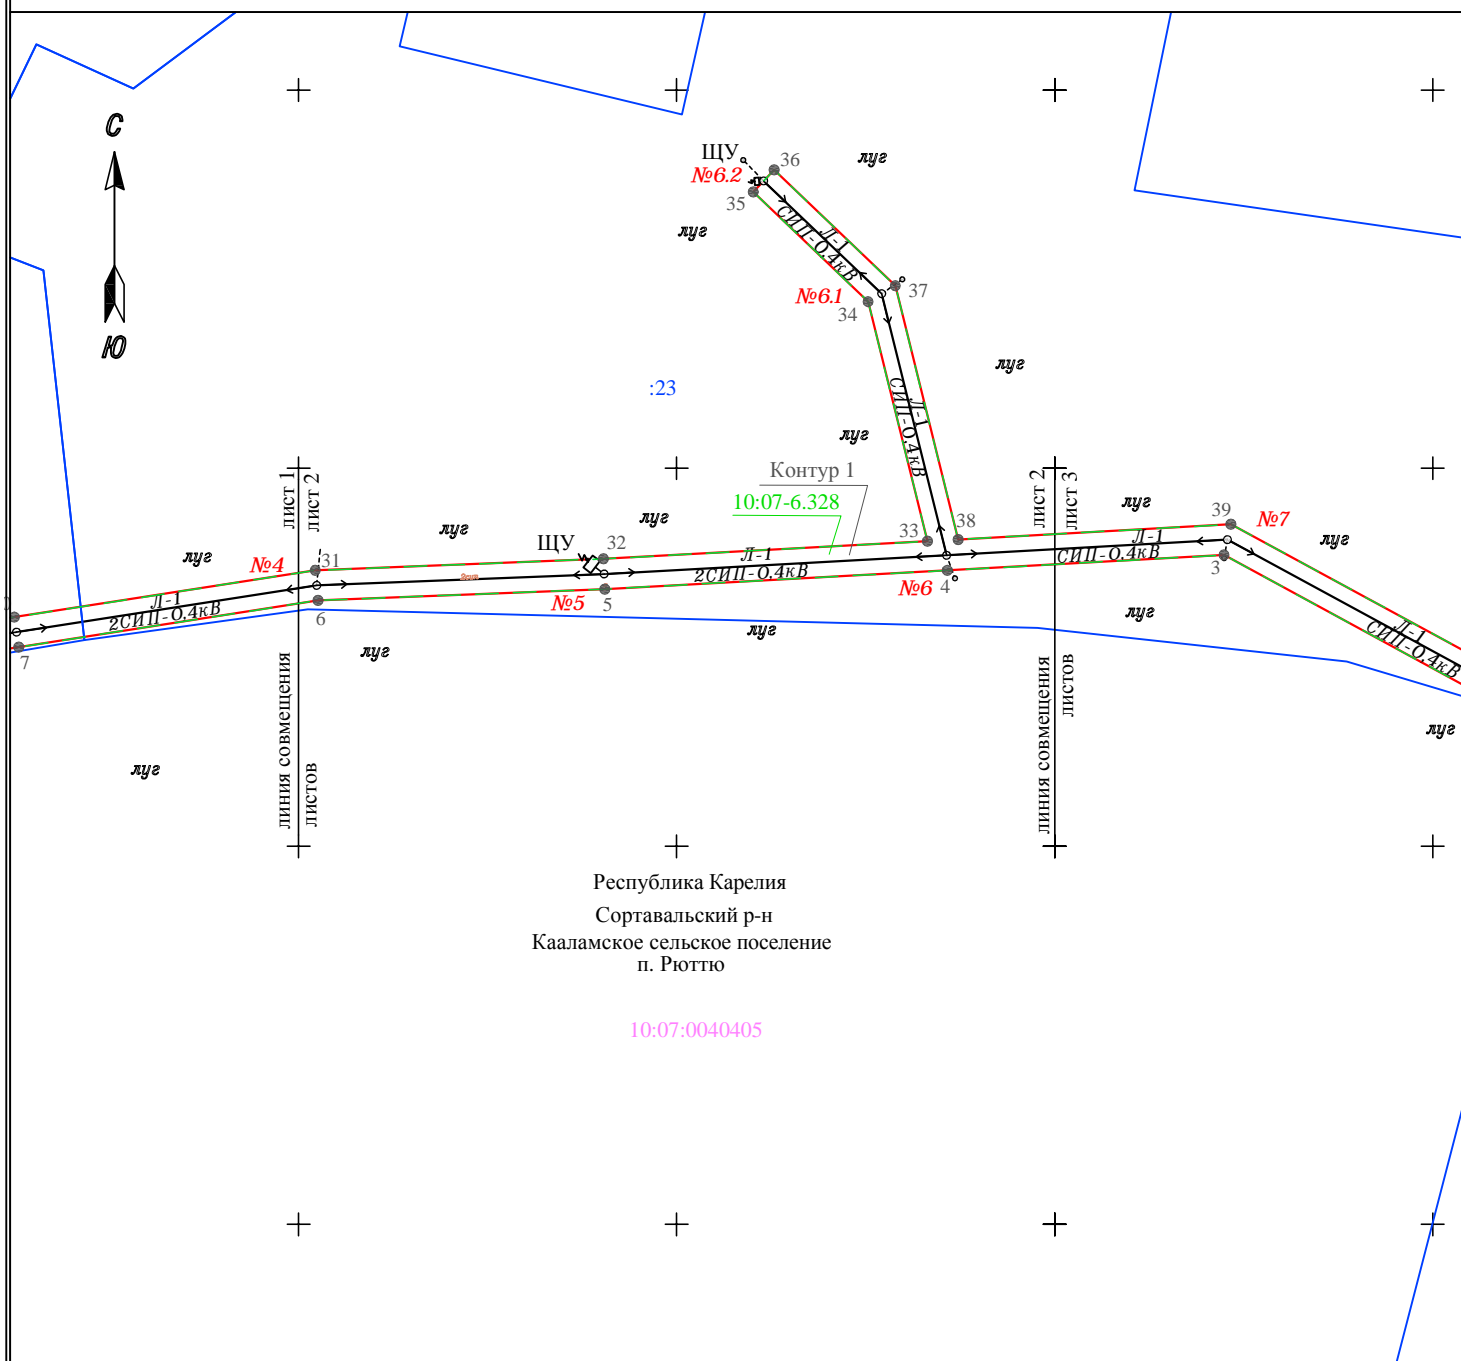 С
Ю
ЩУ
36
луг
№6.2
35
луг
Л-1
СИП-0,4кВ
37
№6.1
34
луг
:23
Л-1
СИП-0,4кВ
луг
Контур 1
10:07-6.328
лист 1
лист 2
лист 2
лист 3
луг
39
№7
луг
луг
луг
33
38
луг
ЩУ
32
№4
31
Л-1
2СИП-0,4кВ
Л-1
СИП-0,4кВ
3
№6
4
№5
5
6
Л-1
2СИП-0,4кВ
7
луг
луг
луг
Л-1
СИП-0,4кВ
линия совмещения
листов
линия совмещения
листов
луг
луг
Республика Карелия
Сортавальский р-н
Кааламское сельское поселение
п. Рюттю
10:07:0040405